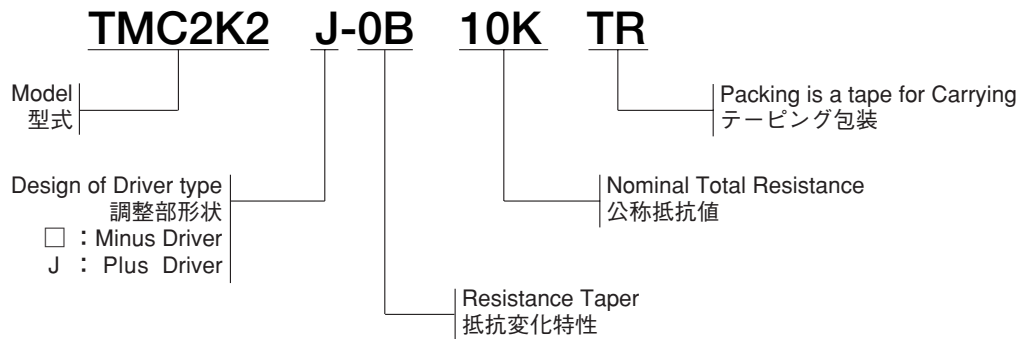 TMC2K2 J-0B 10K TR
Model
型式
Packing is a tape for Carrying
テーピング包装
Design of Driver type
調整部形状
□ : Minus Driver
J : Plus Driver
Nominal Total Resistance
公称抵抗値
Resistance Taper
抵抗変化特性